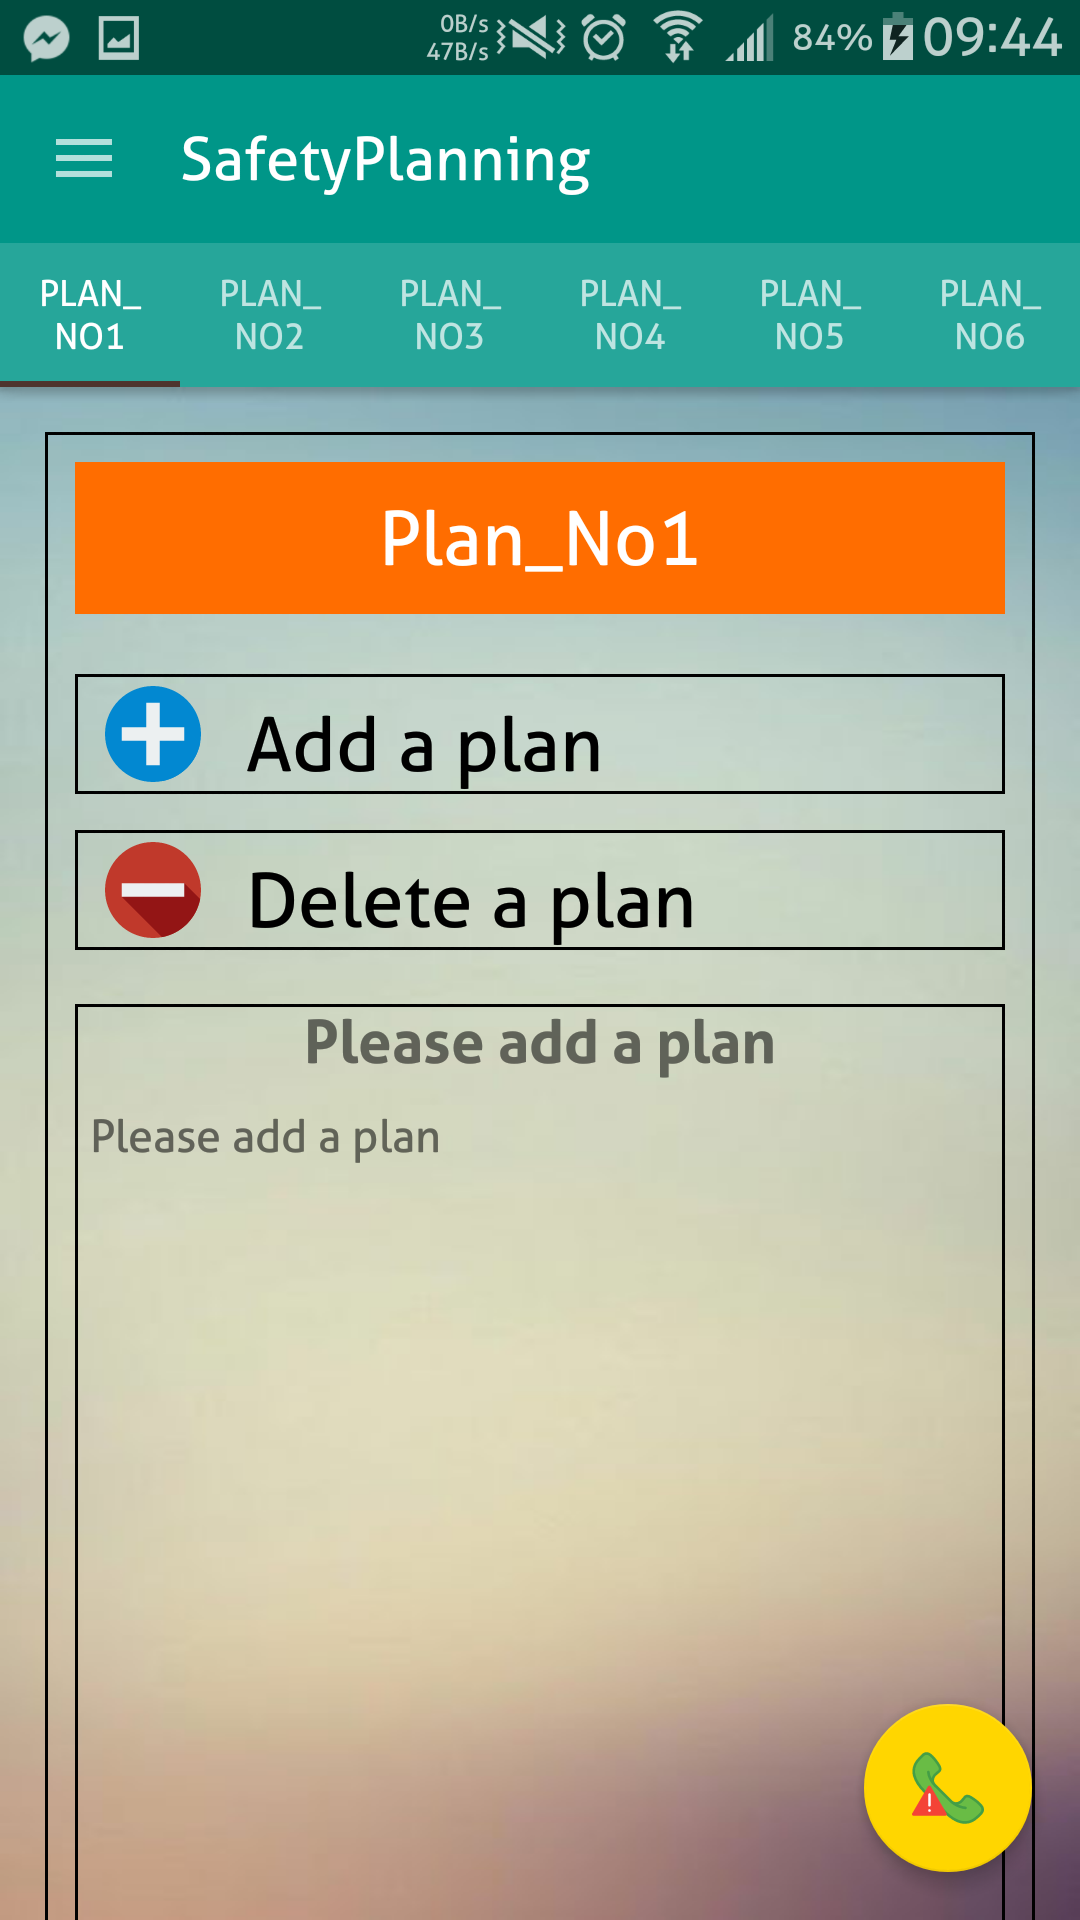 0B/s
47B/s
84%
09:44
SafetyPlanning
PLAN_
NO1
PLAN_
NO2
PLAN_
NO3
PLAN_
NO4
PLAN_
NO5
PLAN_
NO6
Plan_No1
Add a plan
Delete a plan
Please add a plan
Please add a plan